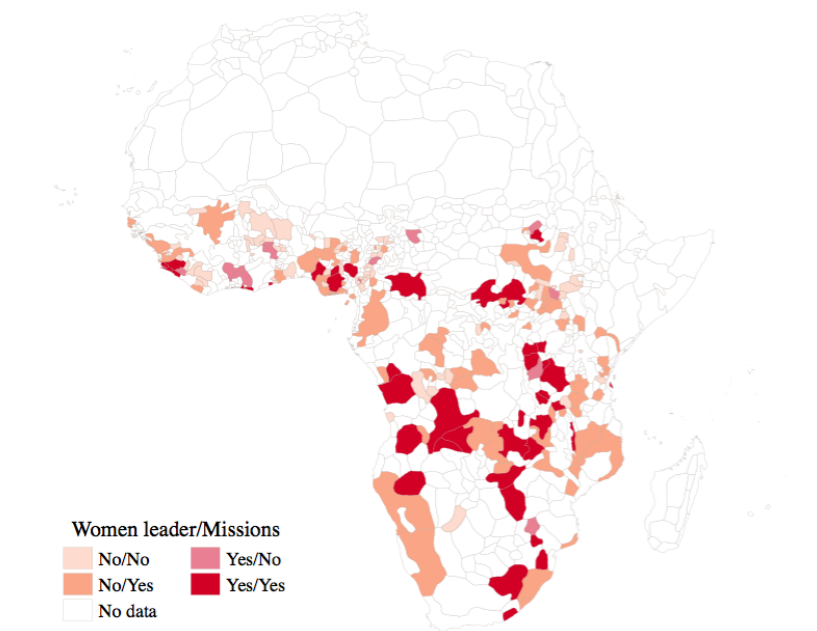 Women leader/Missions
No/No
Yes/No
No/Yes
Yes/Yes
No data